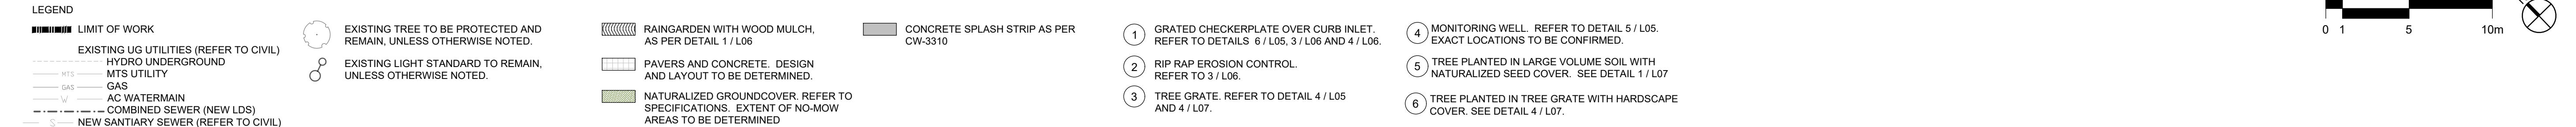 LEGEND
LIMIT OF WORK
EXISTING UG UTILITIES (REFER TO CIVIL)
HYDRO UNDERGROUND
MTS MTS UTILITY
GAS GAS
W AC WATERMAIN
COMBINED SEWER (NEW LDS)
S NEW SANTIARY SEWER (REFER TO CIVIL)
EXISTING TREE TO BE PROTECTED AND
REMAIN, UNLESS OTHERWISE NOTED.
EXISTING LIGHT STANDARD TO REMAIN,
UNLESS OTHERWISE NOTED.
RAINGARDEN WITH WOOD MULCH,
AS PER DETAIL 1 / L06
PAVERS AND CONCRETE. DESIGN
AND LAYOUT TO BE DETERMINED.
NATURALIZED GROUNDCOVER. REFER TO
SPECIFICATIONS. EXTENT OF NO-MOW
AREAS TO BE DETERMINED
CONCRETE SPLASH STRIP AS PER
CW-3310
1 GRATED CHECKERPLATE OVER CURB INLET.
REFER TO DETAILS 6 / L05, 3 / L06 AND 4 / L06.
2 RIP RAP EROSION CONTROL.
REFER TO 3 / L06.
3 TREE GRATE. REFER TO DETAIL 4 / L05
AND 4 / L07.
4 MONITORING WELL. REFER TO DETAIL 5 / L05.
EXACT LOCATIONS TO BE CONFIRMED.
5 TREE PLANTED IN LARGE VOLUME SOIL WITH
NATURALIZED SEED COVER. SEE DETAIL 1 / L07
6 TREE PLANTED IN TREE GRATE WITH HARDSCAPE
COVER. SEE DETAIL 4 / L07.
0 1 5 10m